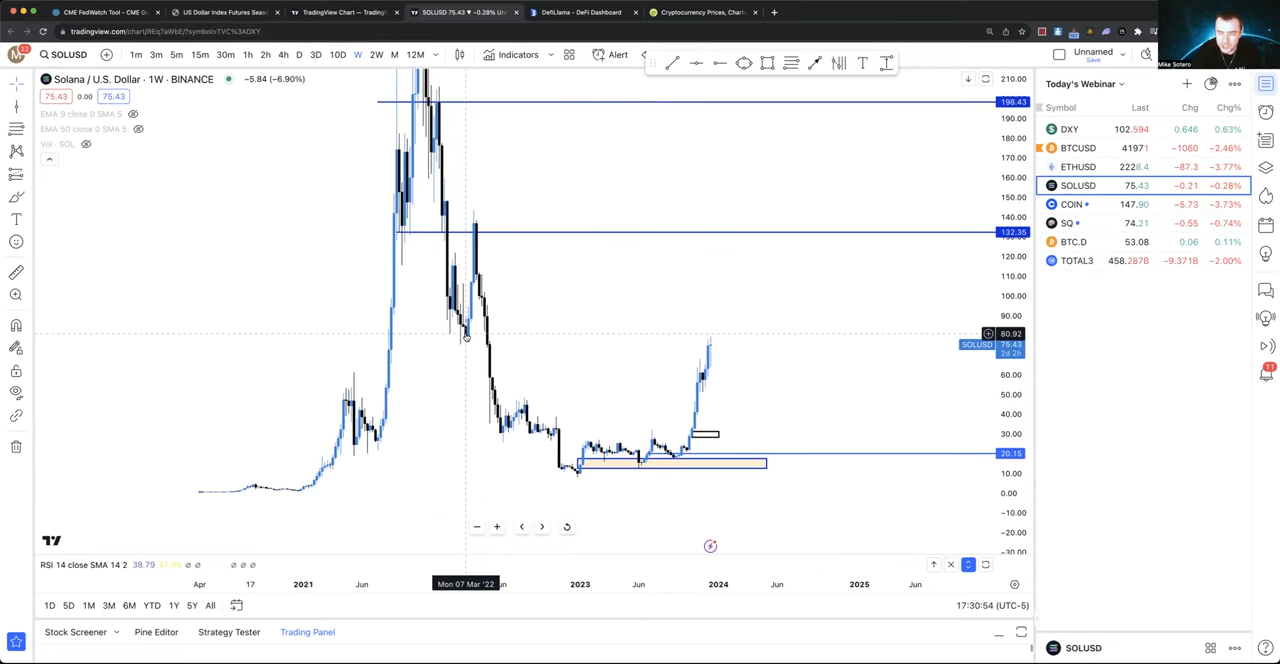 CME FedWatch Tool - CME Gr
US Dollar Index Futures Seas
TradingView Chart — Trading
SOLUSD 75.43 ▼ −0.28% Un
DefiLlama - DeFi Dashboard
Cryptocurrency Prices, Chart
tradingview.com/chart/REq7aWbE/?symbol=TVC%3ADXY
Mike Sotero
22
SOLUSD
1m 3m 5m 15m 30m 1h 2h 4h D 3D 10D W 2W M 12M
Indicators
Alert
Unnamed
Save
Solana / U.S. Dollar · 1W · BINANCE
−5.84 (−6.90%)
75.43 0.00 75.43
EMA 9 close 0 SMA 5
EMA 50 close 0 SMA 5
Vol · SOL
210.00
198.43
190.00
180.00
170.00
160.00
150.00
140.00
132.35
120.00
110.00
100.00
90.00
80.92
SOLUSD 75.43
2d 2h
60.00
50.00
40.00
30.00
20.15
10.00
0.00
−10.00
−20.00
−30.00
RSI 14 close SMA 14 2 38.79
Apr 17 2021 Jun Mon 07 Mar '22 un 2023 Jun 2024 Jun 2025 Jun
1D 5D 1M 3M 6M YTD 1Y 5Y All
17:30:54 (UTC-5)
Stock Screener Pine Editor Strategy Tester Trading Panel
Today's Webinar
Symbol Last Chg Chg%
DXY 102.594 0.646 0.63%
BTCUSD 41971 −1060 −2.46%
ETHUSD 2228.4 −87.3 −3.77%
SOLUSD 75.43 −0.21 −0.28%
COIN 147.90 −5.73 −3.73%
SQ 74.21 −0.55 −0.74%
BTC.D 53.08 0.06 0.11%
TOTAL3 458.287B −9.371B −2.00%
11
SOLUSD